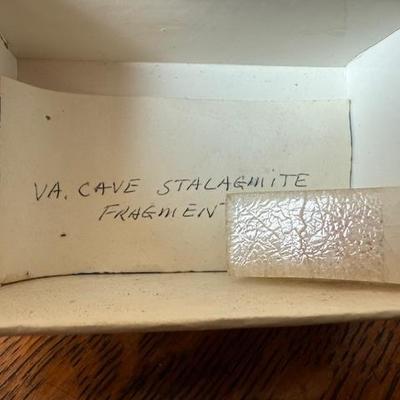 VA. CAVE STALAGMITE
FRAGMENT